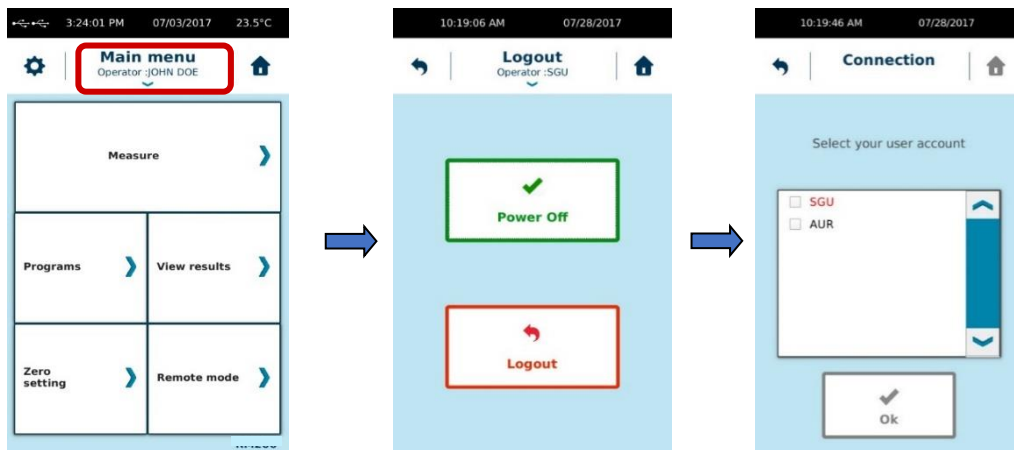 3:24:01 PM 07/03/2017 23.5°C
Main menu
Operator :JOHN DOE
Measure
Programs
View results
Zero
setting
Remote mode
10:19:06 AM 07/28/2017
Logout
Operator :SGU
Power Off
Logout
10:19:46 AM 07/28/2017
Connection
Select your user account
SGU
AUR
Ok